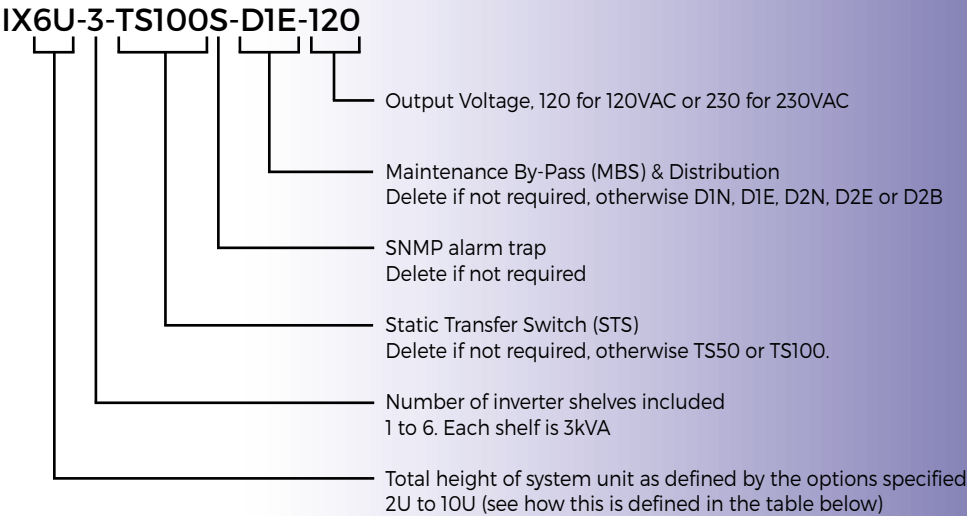 IX6U-3-TS100S-D1E-120
Output Voltage, 120 for 120VAC or 230 for 230VAC
Maintenance By-Pass (MBS) & Distribution
Delete if not required, otherwise D1N, D1E, D2N, D2E or D2B
SNMP alarm trap
Delete if not required
Static Transfer Switch (STS)
Delete if not required, otherwise TS50 or TS100.
Number of inverter shelves included
1 to 6. Each shelf is 3kVA
Total height of system unit as defined by the options specified
2U to 10U (see how this is defined in the table below)